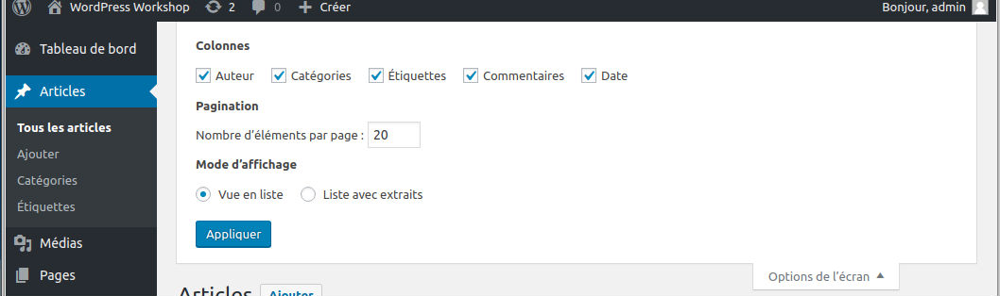 WordPress Workshop 2 0 Créer Bonjour, admin
Tableau de bord
Articles
Tous les articles
Ajouter
Catégories
Étiquettes
Médias
Pages
Colonnes
Auteur Catégories Étiquettes Commentaires Date
Pagination
Nombre d’éléments par page : 20
Mode d’affichage
Vue en liste Liste avec extraits
Appliquer
Options de l’écran
Articles Ajouter